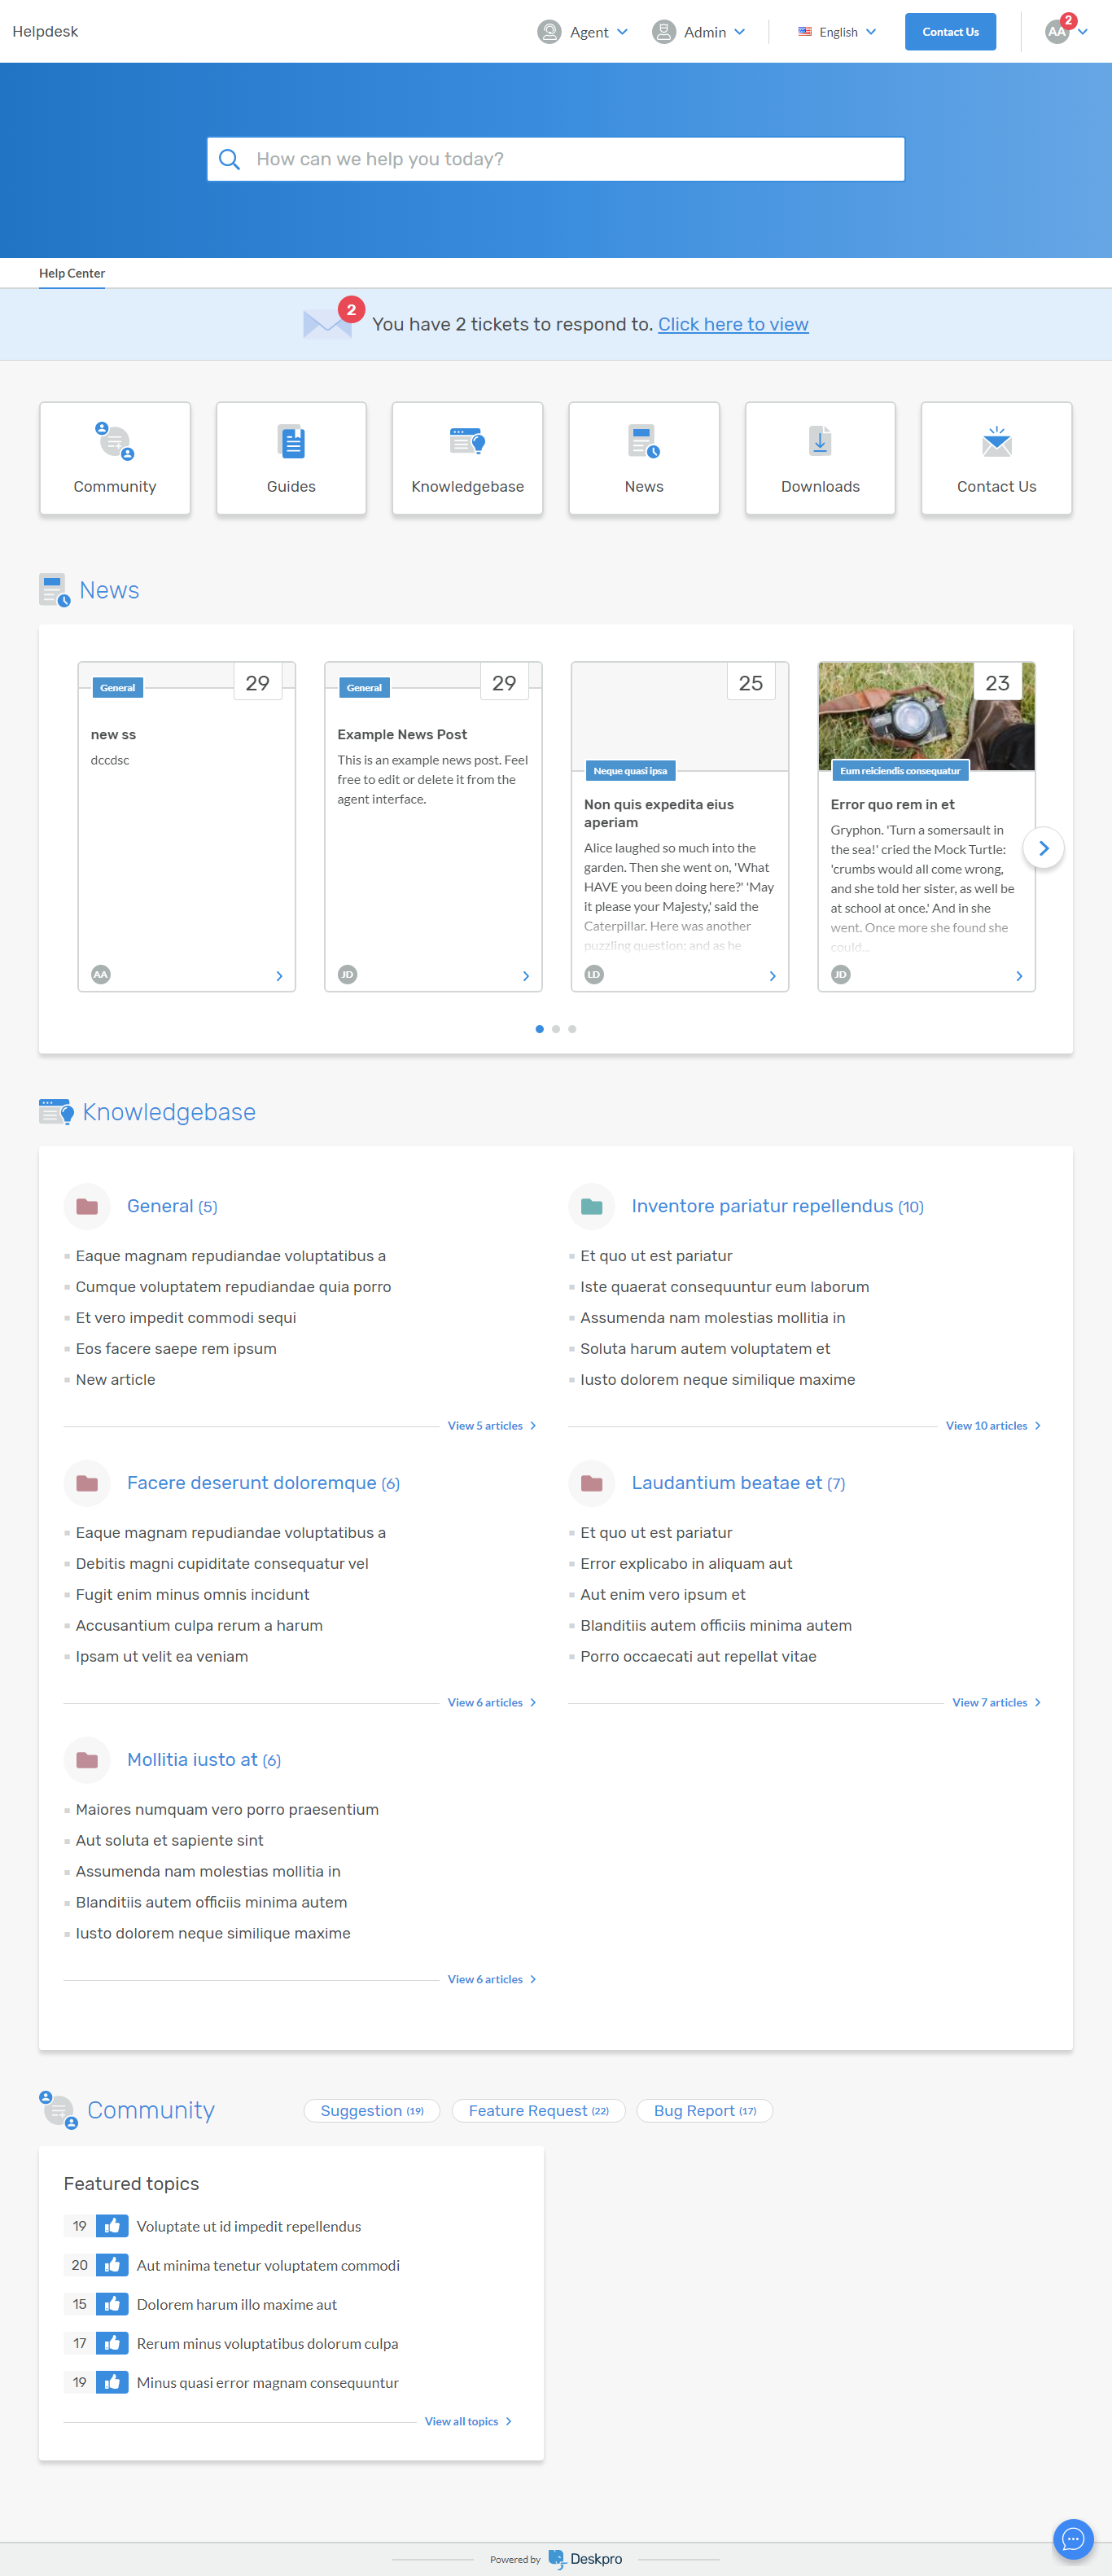 Helpdesk
Agent
Admin
English
Contact Us
AA
2
How can we help you today?
Help Center
2
You have 2 tickets to respond to. Click here to view
Community
Guides
Knowledgebase
News
Downloads
Contact Us
News
General
29
new ss
dccdsc
AA
General
29
Example News Post
This is an example news post. Feel
free to edit or delete it from the
agent interface.
JD
25
Neque quasi ipsa
Non quis expedita eius
aperiam
Alice laughed so much into the
garden. Then she went on, 'What
HAVE you been doing here?' 'May
it please your Majesty,' said the
Caterpillar. Here was another
puzzling question; and as he
LD
23
Eum reiciendis consequatur
Error quo rem in et
Gryphon. 'Turn a somersault in
the sea!' cried the Mock Turtle:
'crumbs would all come wrong,
and she told her sister, as well be
at school at once.' And in she
went. Once more she found she
could...
JD
Knowledgebase
General (5)
Eaque magnam repudiandae voluptatibus a
Cumque voluptatem repudiandae quia porro
Et vero impedit commodi sequi
Eos facere saepe rem ipsum
New article
View 5 articles
Inventore pariatur repellendus (10)
Et quo ut est pariatur
Iste quaerat consequuntur eum laborum
Assumenda nam molestias mollitia in
Soluta harum autem voluptatem et
Iusto dolorem neque similique maxime
View 10 articles
Facere deserunt doloremque (6)
Eaque magnam repudiandae voluptatibus a
Debitis magni cupiditate consequatur vel
Fugit enim minus omnis incidunt
Accusantium culpa rerum a harum
Ipsam ut velit ea veniam
View 6 articles
Laudantium beatae et (7)
Et quo ut est pariatur
Error explicabo in aliquam aut
Aut enim vero ipsum et
Blanditiis autem officiis minima autem
Porro occaecati aut repellat vitae
View 7 articles
Mollitia iusto at (6)
Maiores numquam vero porro praesentium
Aut soluta et sapiente sint
Assumenda nam molestias mollitia in
Blanditiis autem officiis minima autem
Iusto dolorem neque similique maxime
View 6 articles
Community
Suggestion (19)
Feature Request (22)
Bug Report (17)
Featured topics
19 Voluptate ut id impedit repellendus
20 Aut minima tenetur voluptatem commodi
15 Dolorem harum illo maxime aut
17 Rerum minus voluptatibus dolorum culpa
19 Minus quasi error magnam consequuntur
View all topics
Powered by Deskpro